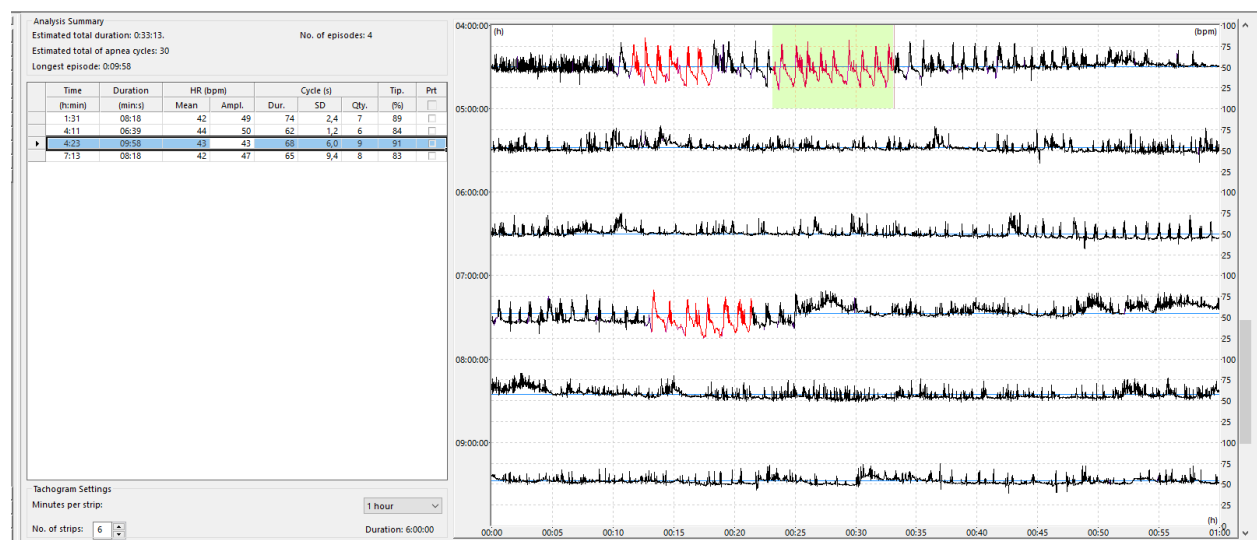 Analysis Summary
Estimated total duration: 0:33:13. No. of episodes: 4
Estimated total of apnea cycles: 30
Longest episode: 0:09:58
Time Duration HR (bpm) Cycle (s) Tip. Prt
(h:min) (min:s) Mean Ampl. Dur. SD Qty. (%)
1:31 08:18 42 49 74 2,4 7 89
4:11 06:39 44 50 62 1,2 6 84
4:23 09:58 43 43 68 6,0 9 91
7:13 08:18 42 47 65 9,4 8 83
Tachogram Settings
Minutes per strip: 1 hour
No. of strips: 6 Duration: 6:00:00
04:00:00 (h) (bpm) 100
75
50
25
05:00:00
75
50
25
06:00:00 100
75
50
25
07:00:00 100
75
50
25
08:00:00 100
75
50
25
09:00:00 100
75
50
25
(h)
0
00:00 00:05 00:10 00:15 00:20 00:25 00:30 00:35 00:40 00:45 00:50 00:55 01:00